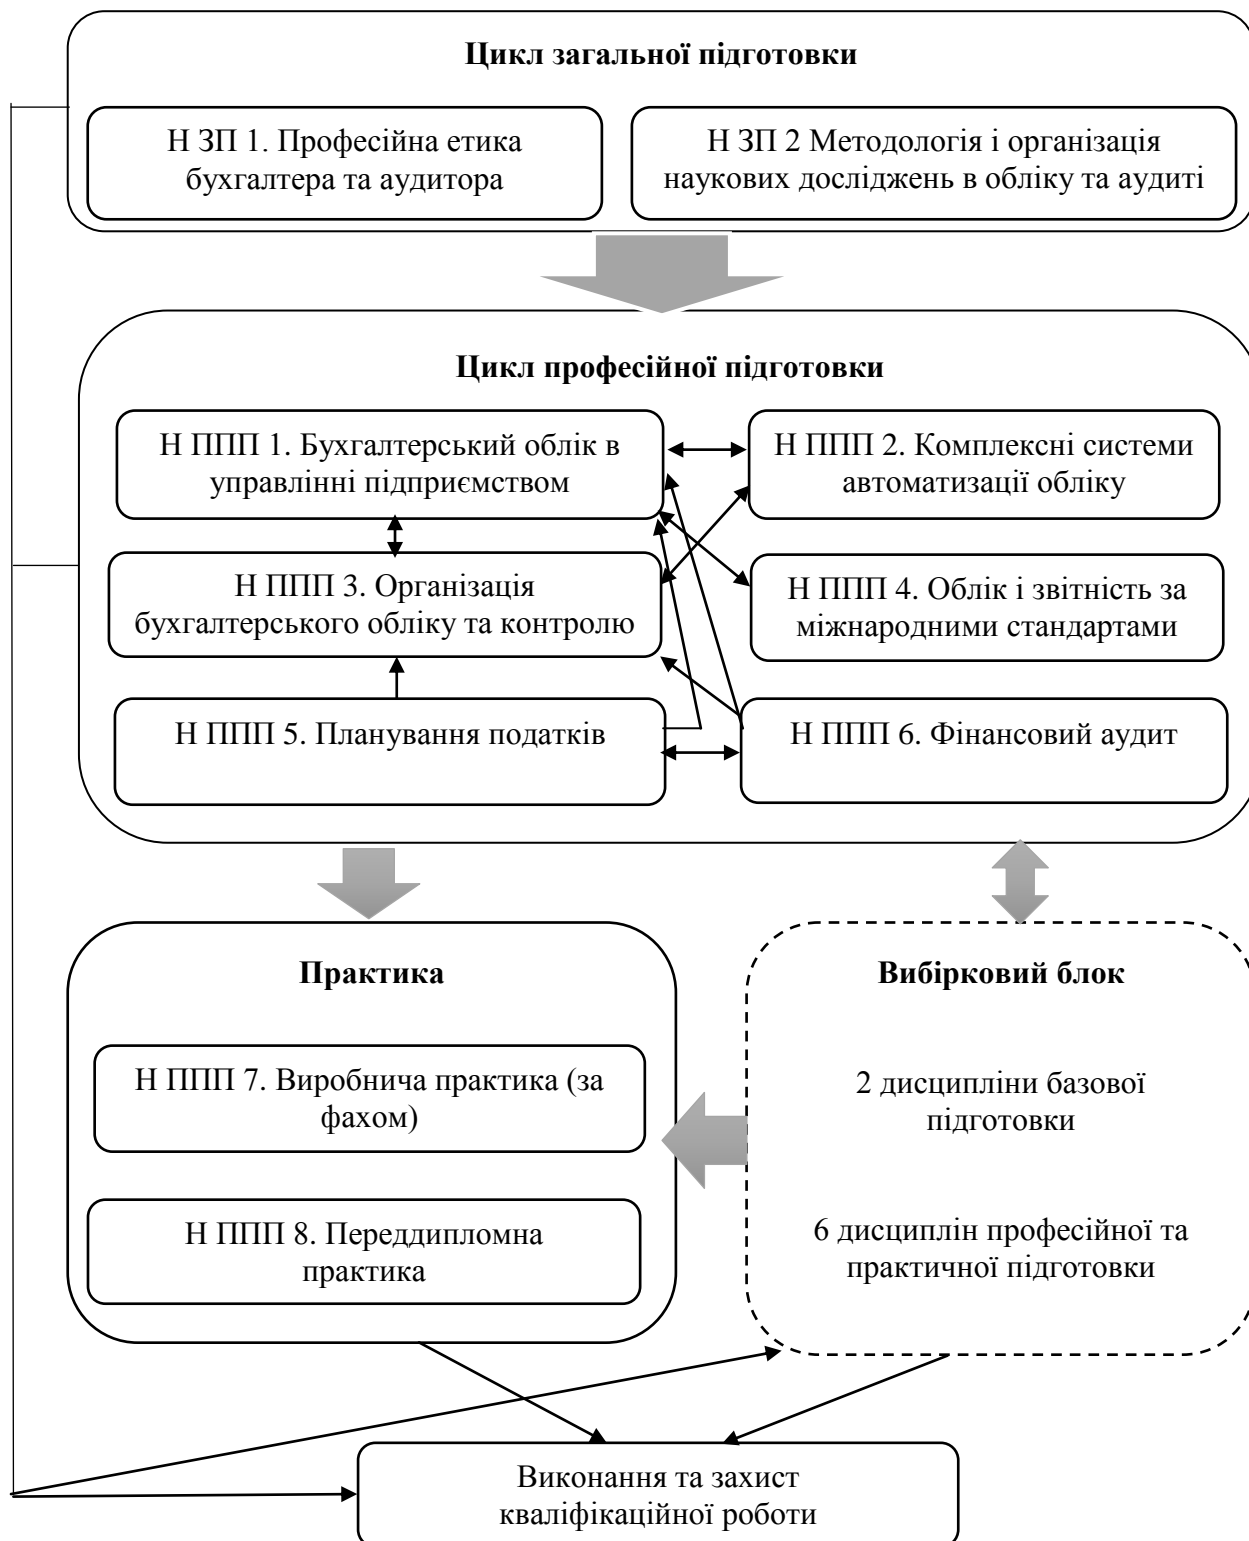 Цикл загальної підготовки
Н ЗП 1. Професійна етика
бухгалтера та аудитора
Н ЗП 2 Методологія і організація
наукових досліджень в обліку та аудиті
Цикл професійної підготовки
Н ППП 1. Бухгалтерський облік в
управлінні підприємством
Н ППП 2. Комплексні системи
автоматизації обліку
Н ППП 3. Організація
бухгалтерського обліку та контролю
Н ППП 4. Облік і звітність за
міжнародними стандартами
Н ППП 5. Планування податків
Н ППП 6. Фінансовий аудит
Практика
Н ППП 7. Виробнича практика (за
фахом)
Н ППП 8. Переддипломна
практика
Вибірковий блок
2 дисципліни базової
підготовки
6 дисциплін професійної та
практичної підготовки
Виконання та захист
кваліфікаційної роботи